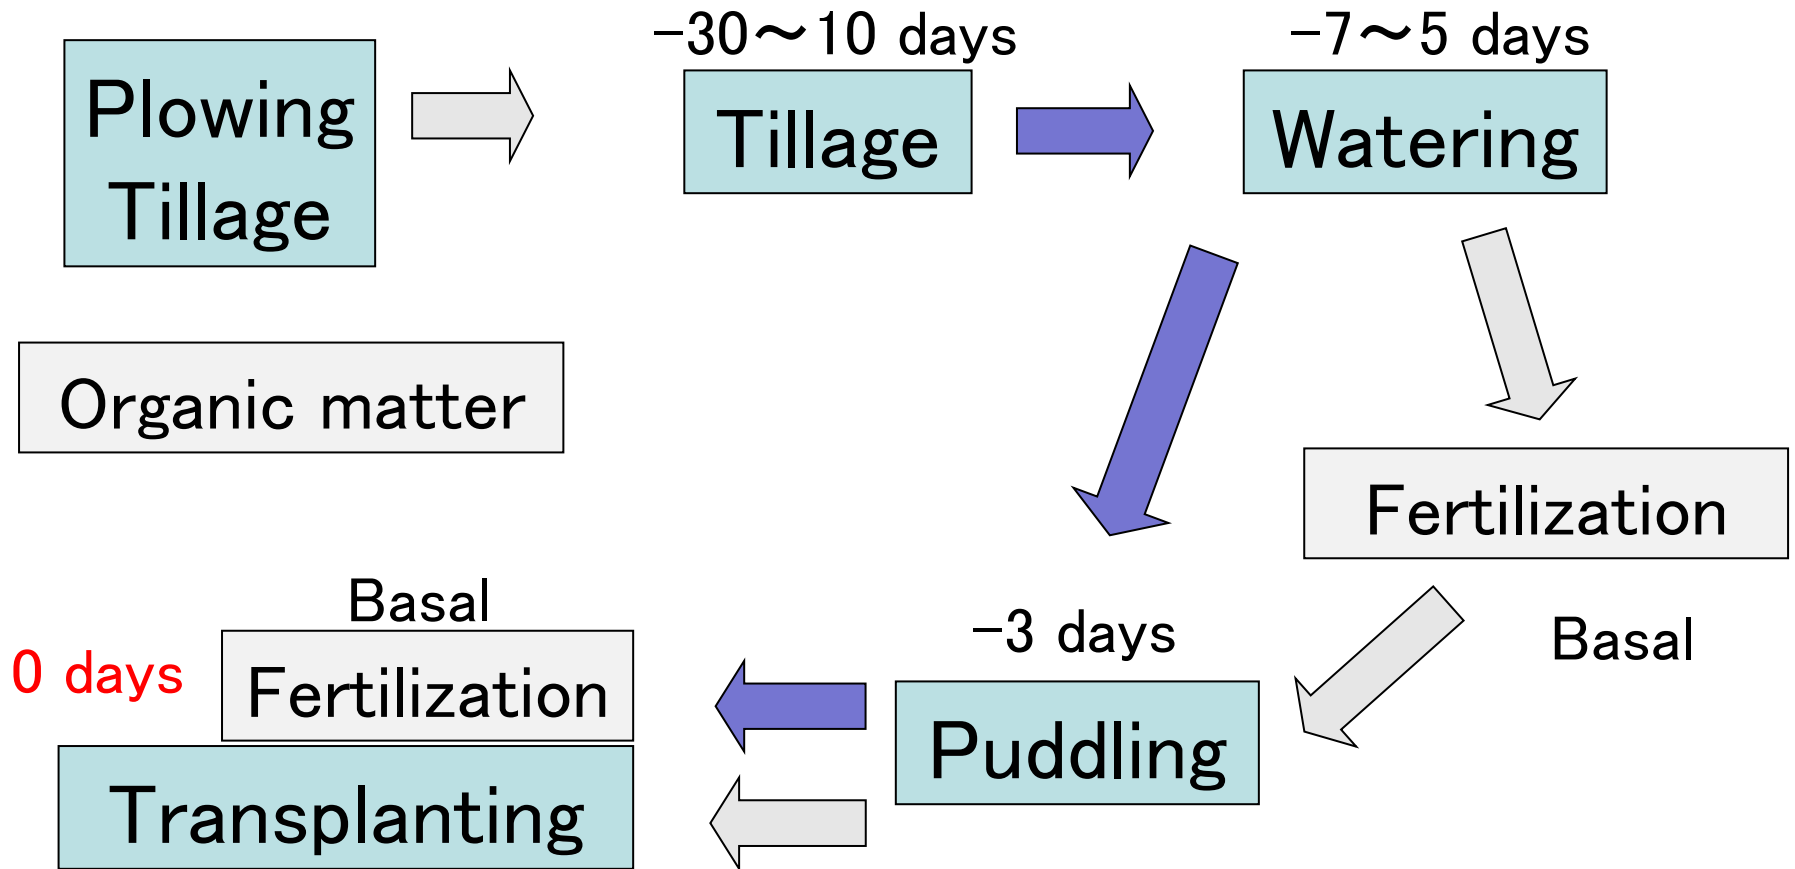 Plowing
Tillage
−30～10 days
Tillage
−7～5 days
Watering
Organic matter
Fertilization
Basal
−3 days
Puddling
Basal
0 days
Fertilization
Transplanting